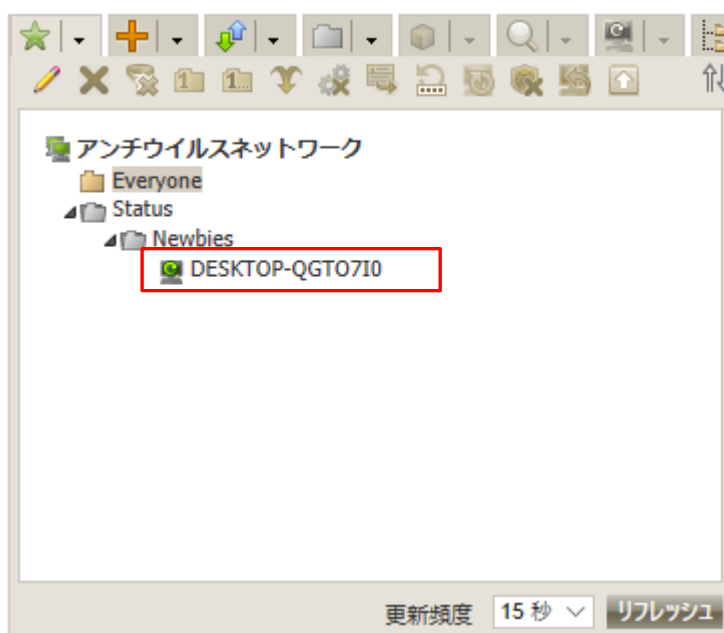 アンチウイルスネットワーク
Everyone
Status
Newbies
DESKTOP-QGTO7I0
更新頻度 15 秒 リフレッシュ